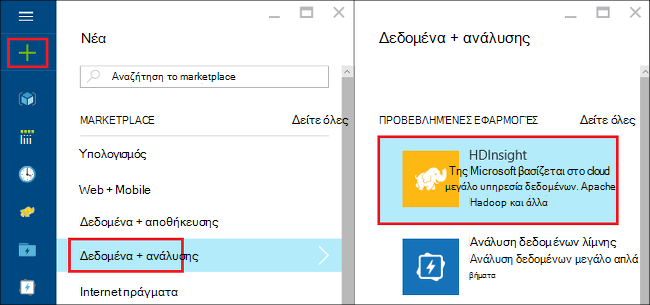 Νέα
Αναζήτηση το marketplace
MARKETPLACE Δείτε όλες
Υπολογισμός
Web + Mobile
Δεδομένα + αποθήκευσης
Δεδομένα + ανάλυσης
Internet πράγματα
Δεδομένα + ανάλυσης
ΠΡΟΒΕΒΛΗΜΈΝΕΣ ΕΦΑΡΜΟΓΈΣ Δείτε όλες
HDInsight
Της Microsoft βασίζεται στο cloud
μεγάλο υπηρεσία δεδομένων. Apache
Hadoop και άλλα
Ανάλυση δεδομένων λίμνης
Ανάλυση δεδομένων μεγάλο απλά
βήματα